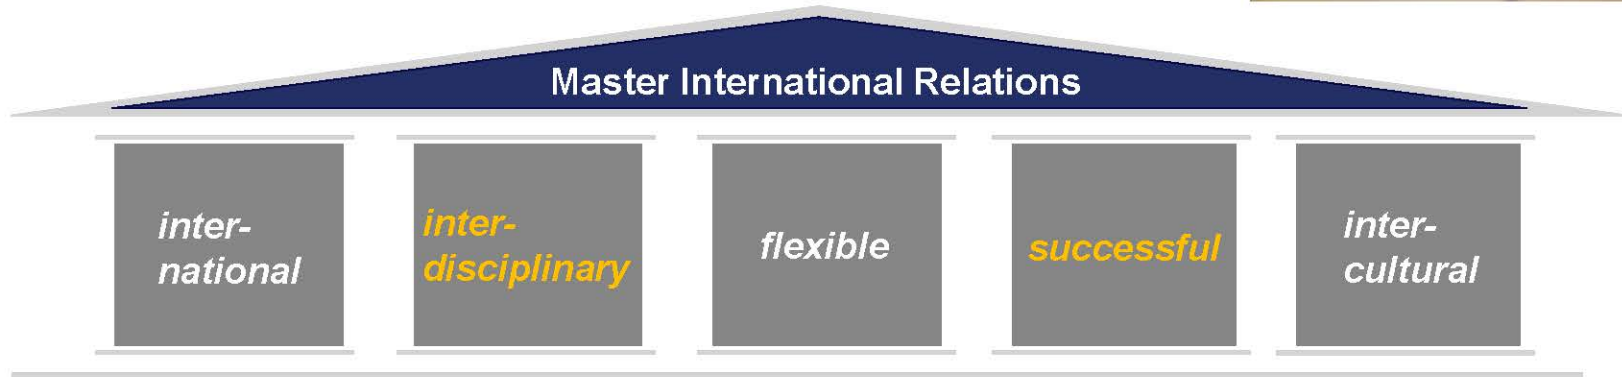 Master International Relations
inter-
national
inter-
disciplinary
flexible
successful
inter-
cultural